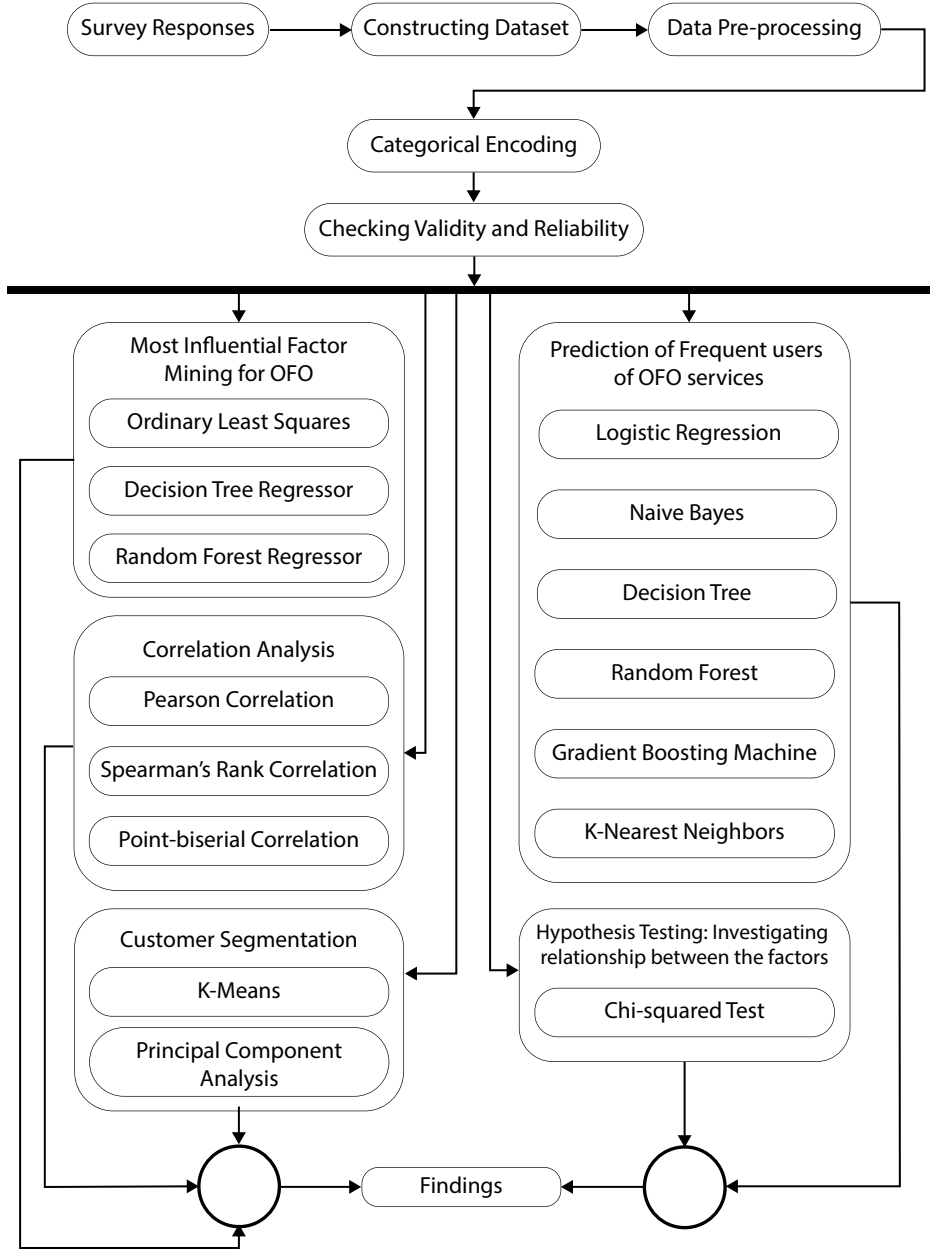 Survey Responses
Constructing Dataset
Data Pre-processing
Categorical Encoding
Checking Validity and Reliability
Most Influential Factor
Mining for OFO
Ordinary Least Squares
Decision Tree Regressor
Random Forest Regressor
Correlation Analysis
Pearson Correlation
Spearman’s Rank Correlation
Point-biserial Correlation
Customer Segmentation
K-Means
Principal Component
Analysis
Prediction of Frequent users
of OFO services
Logistic Regression
Naive Bayes
Decision Tree
Random Forest
Gradient Boosting Machine
K-Nearest Neighbors
Hypothesis Testing: Investigating
relationship between the factors
Chi-squared Test
Findings